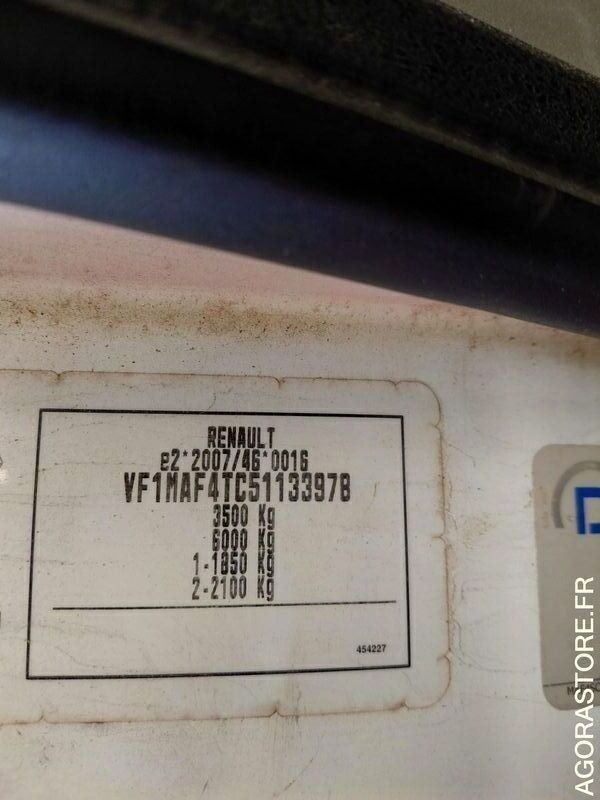 RENAULT
e2*2007/46*0016
VF1MAF4TC51133978
3500 Kg
6000 Kg
1-1850 Kg
2-2100 Kg
454227
AGORASTORE.FR